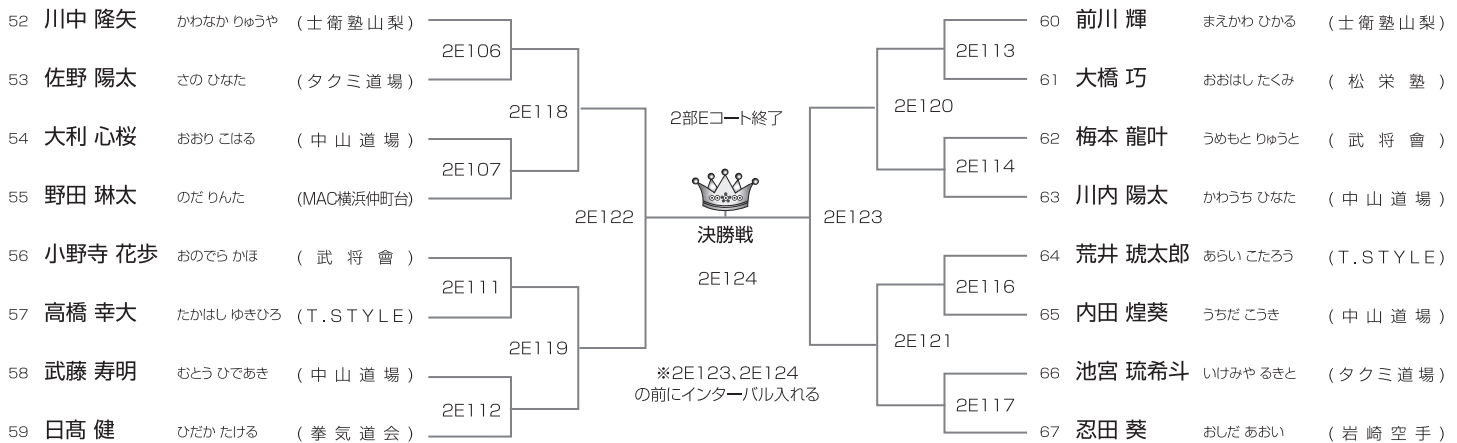 52 川中 隆矢 かわなか りゅうや (士衛塾山梨)
2E106
53 佐野 陽太 さの ひなた (タクミ道場)
2E118
54 大利 心桜 おおり こはる (中山道場)
2E107
55 野田 琳太 のだ りんた (MAC横浜仲町台)
2E122
56 小野寺 花歩 おのでら かほ (武将會)
2E111
57 高橋 幸大 たかはし ゆきひろ (T.STYLE)
2E119
58 武藤 寿明 むとう ひであき (中山道場)
2E112
59 日髙 健 ひだか たける (拳気道会)
2部Eコート終了
決勝戦
2E124
※2E123、2E124
の前にインターバル入れる
60 前川 輝 まえかわ ひかる (士衛塾山梨)
2E113
61 大橋 巧 おおはし たくみ (松栄塾)
2E120
62 梅本 龍叶 うめもと りゅうと (武将會)
2E114
63 川内 陽太 かわうち ひなた (中山道場)
2E123
64 荒井 琥太郎 あらい こたろう (T.STYLE)
2E116
65 内田 煌葵 うちだ こうき (中山道場)
2E121
66 池宮 琉希斗 いけみや るきと (タクミ道場)
2E117
67 忍田 葵 おしだ あおい (岩崎空手)